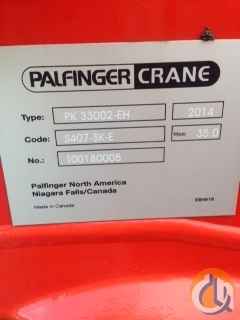 PALFINGER CRANE
Type: PK 33002-EH 2014
Code: S407-SK-E Max: 35.0
No.: 100180005
Palfinger North America
Niagara Falls/Canada
Made in Canada